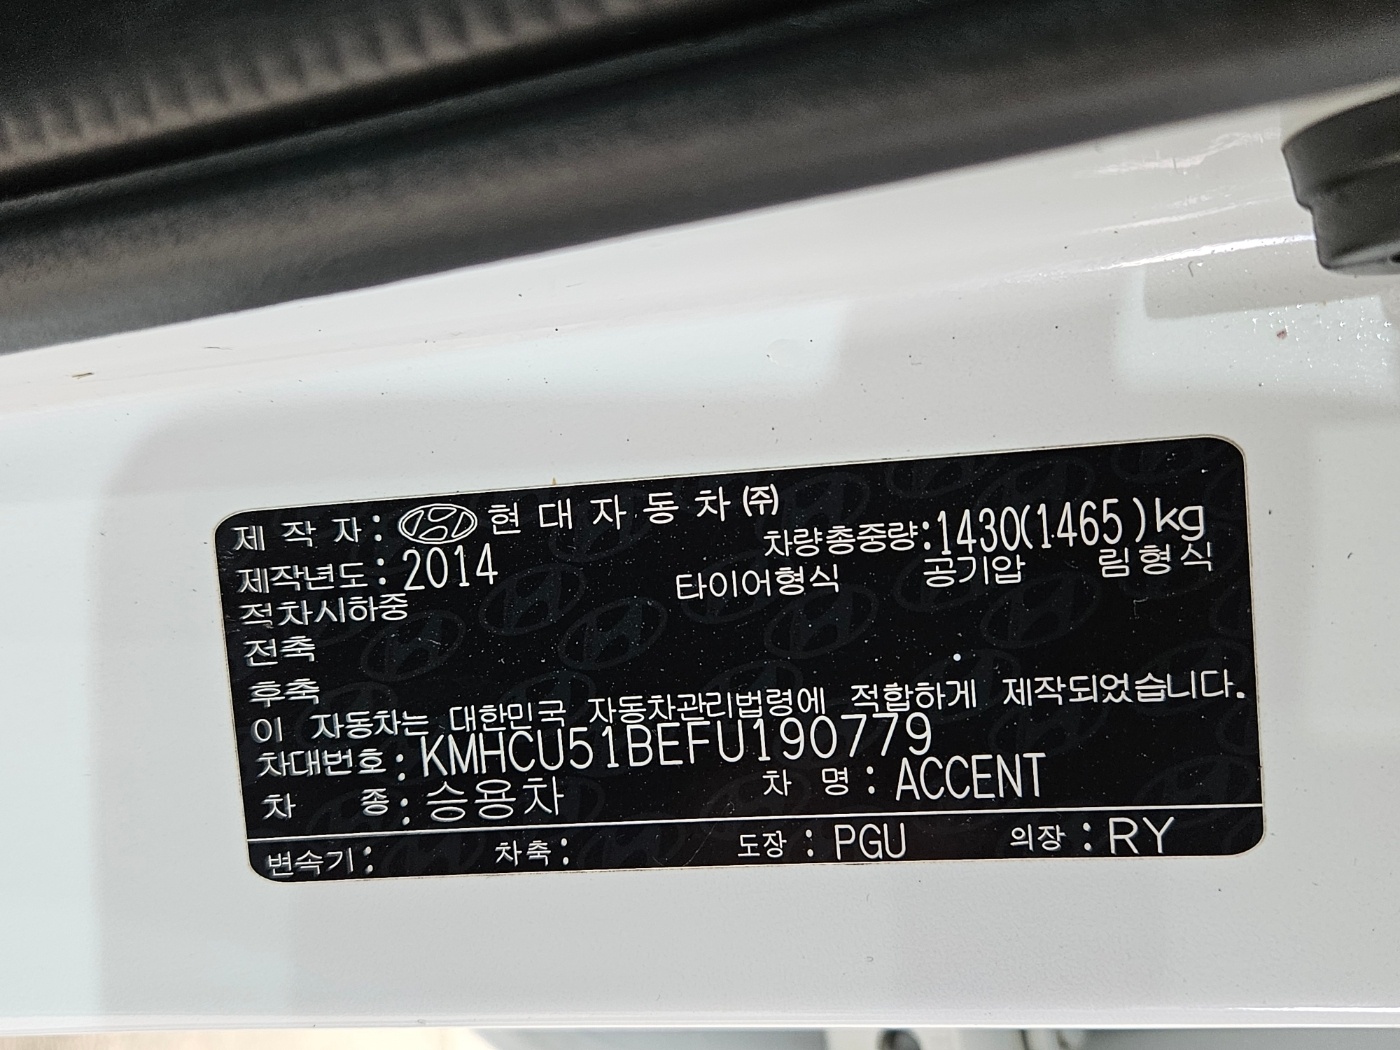 제 작 자 : 현 대 자 동 차 ㈜
제작년도 : 2014 차량총중량:1430(1465)kg
적차시하중 타이어형식 공기압 림형식
전축
후축
이 자동차는 대한민국 자동차관리법령에 적합하게 제작되었습니다.
차대번호 : KMHCU51BEFU190779
차 종 : 승용차 차 명 : ACCENT
변속기 : 차축 : 도장 : PGU 의장 : RY